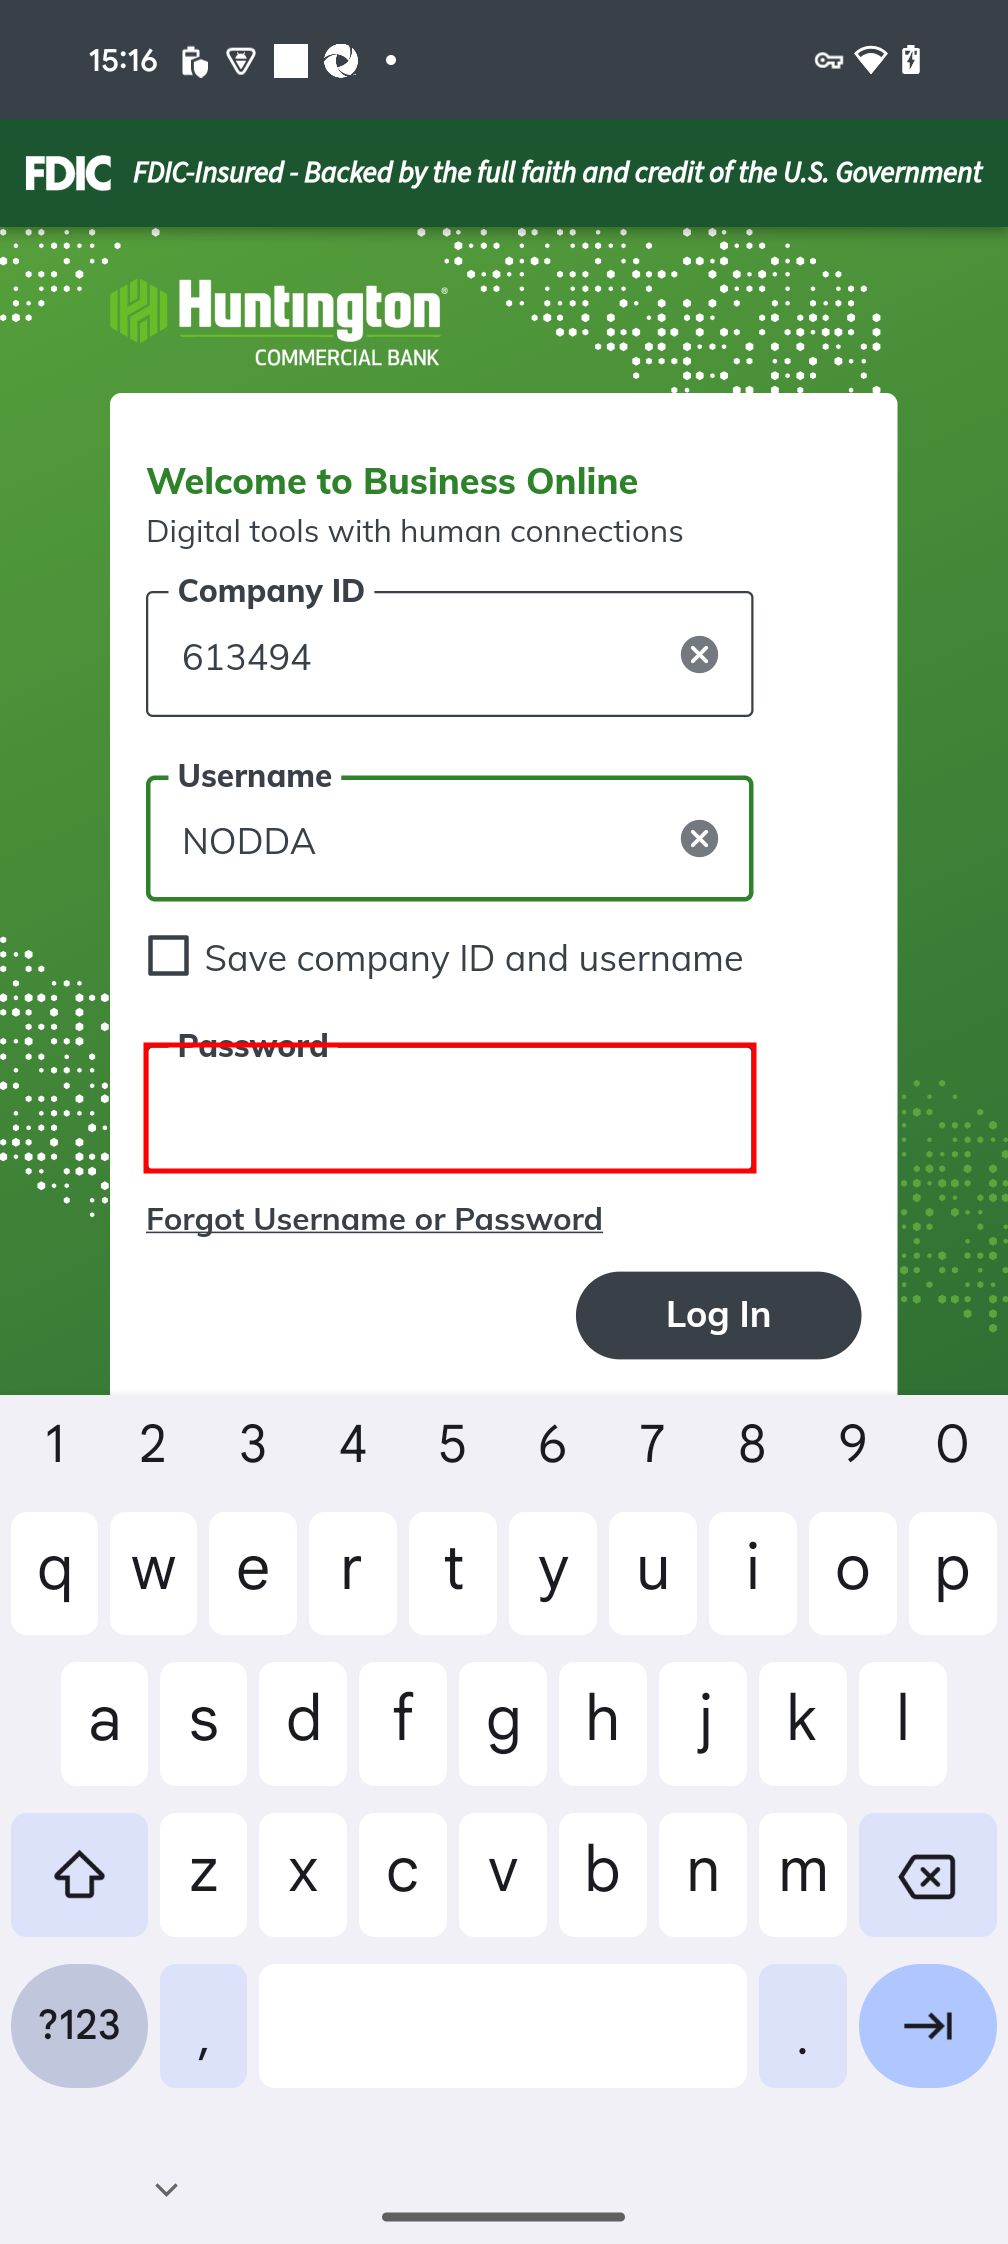 15:16
FDIC FDIC-Insured - Backed by the full faith and credit of the U.S. Government
Huntington®
COMMERCIAL BANK
Welcome to Business Online
Digital tools with human connections
Company ID
613494
Username
NODDA
Save company ID and username
Password
Forgot Username or Password
Log In
1 2 3 4 5 6 7 8 9 0
q w e r t y u i o p
a s d f g h j k l
z x c v b n m
?123 , .